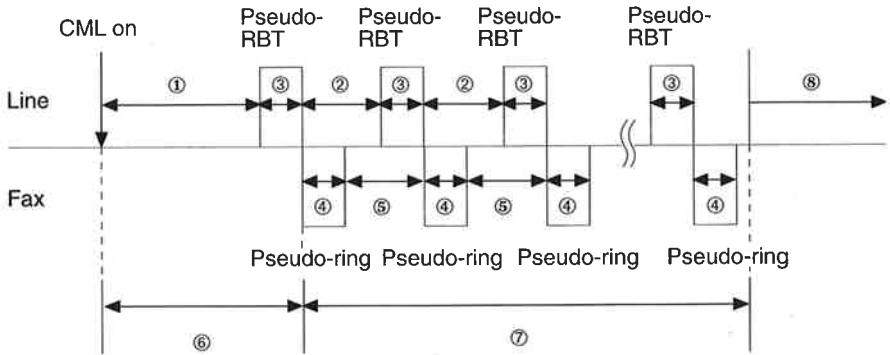 CML on
Pseudo-
RBT
Pseudo-
RBT
Pseudo-
RBT
Pseudo-
RBT
Line
① ③ ② ③ ② ③ ③ ⑧
Fax
④ ⑤ ④ ⑤ ④ ④
Pseudo-ring Pseudo-ring Pseudo-ring Pseudo-ring
⑥ ⑦